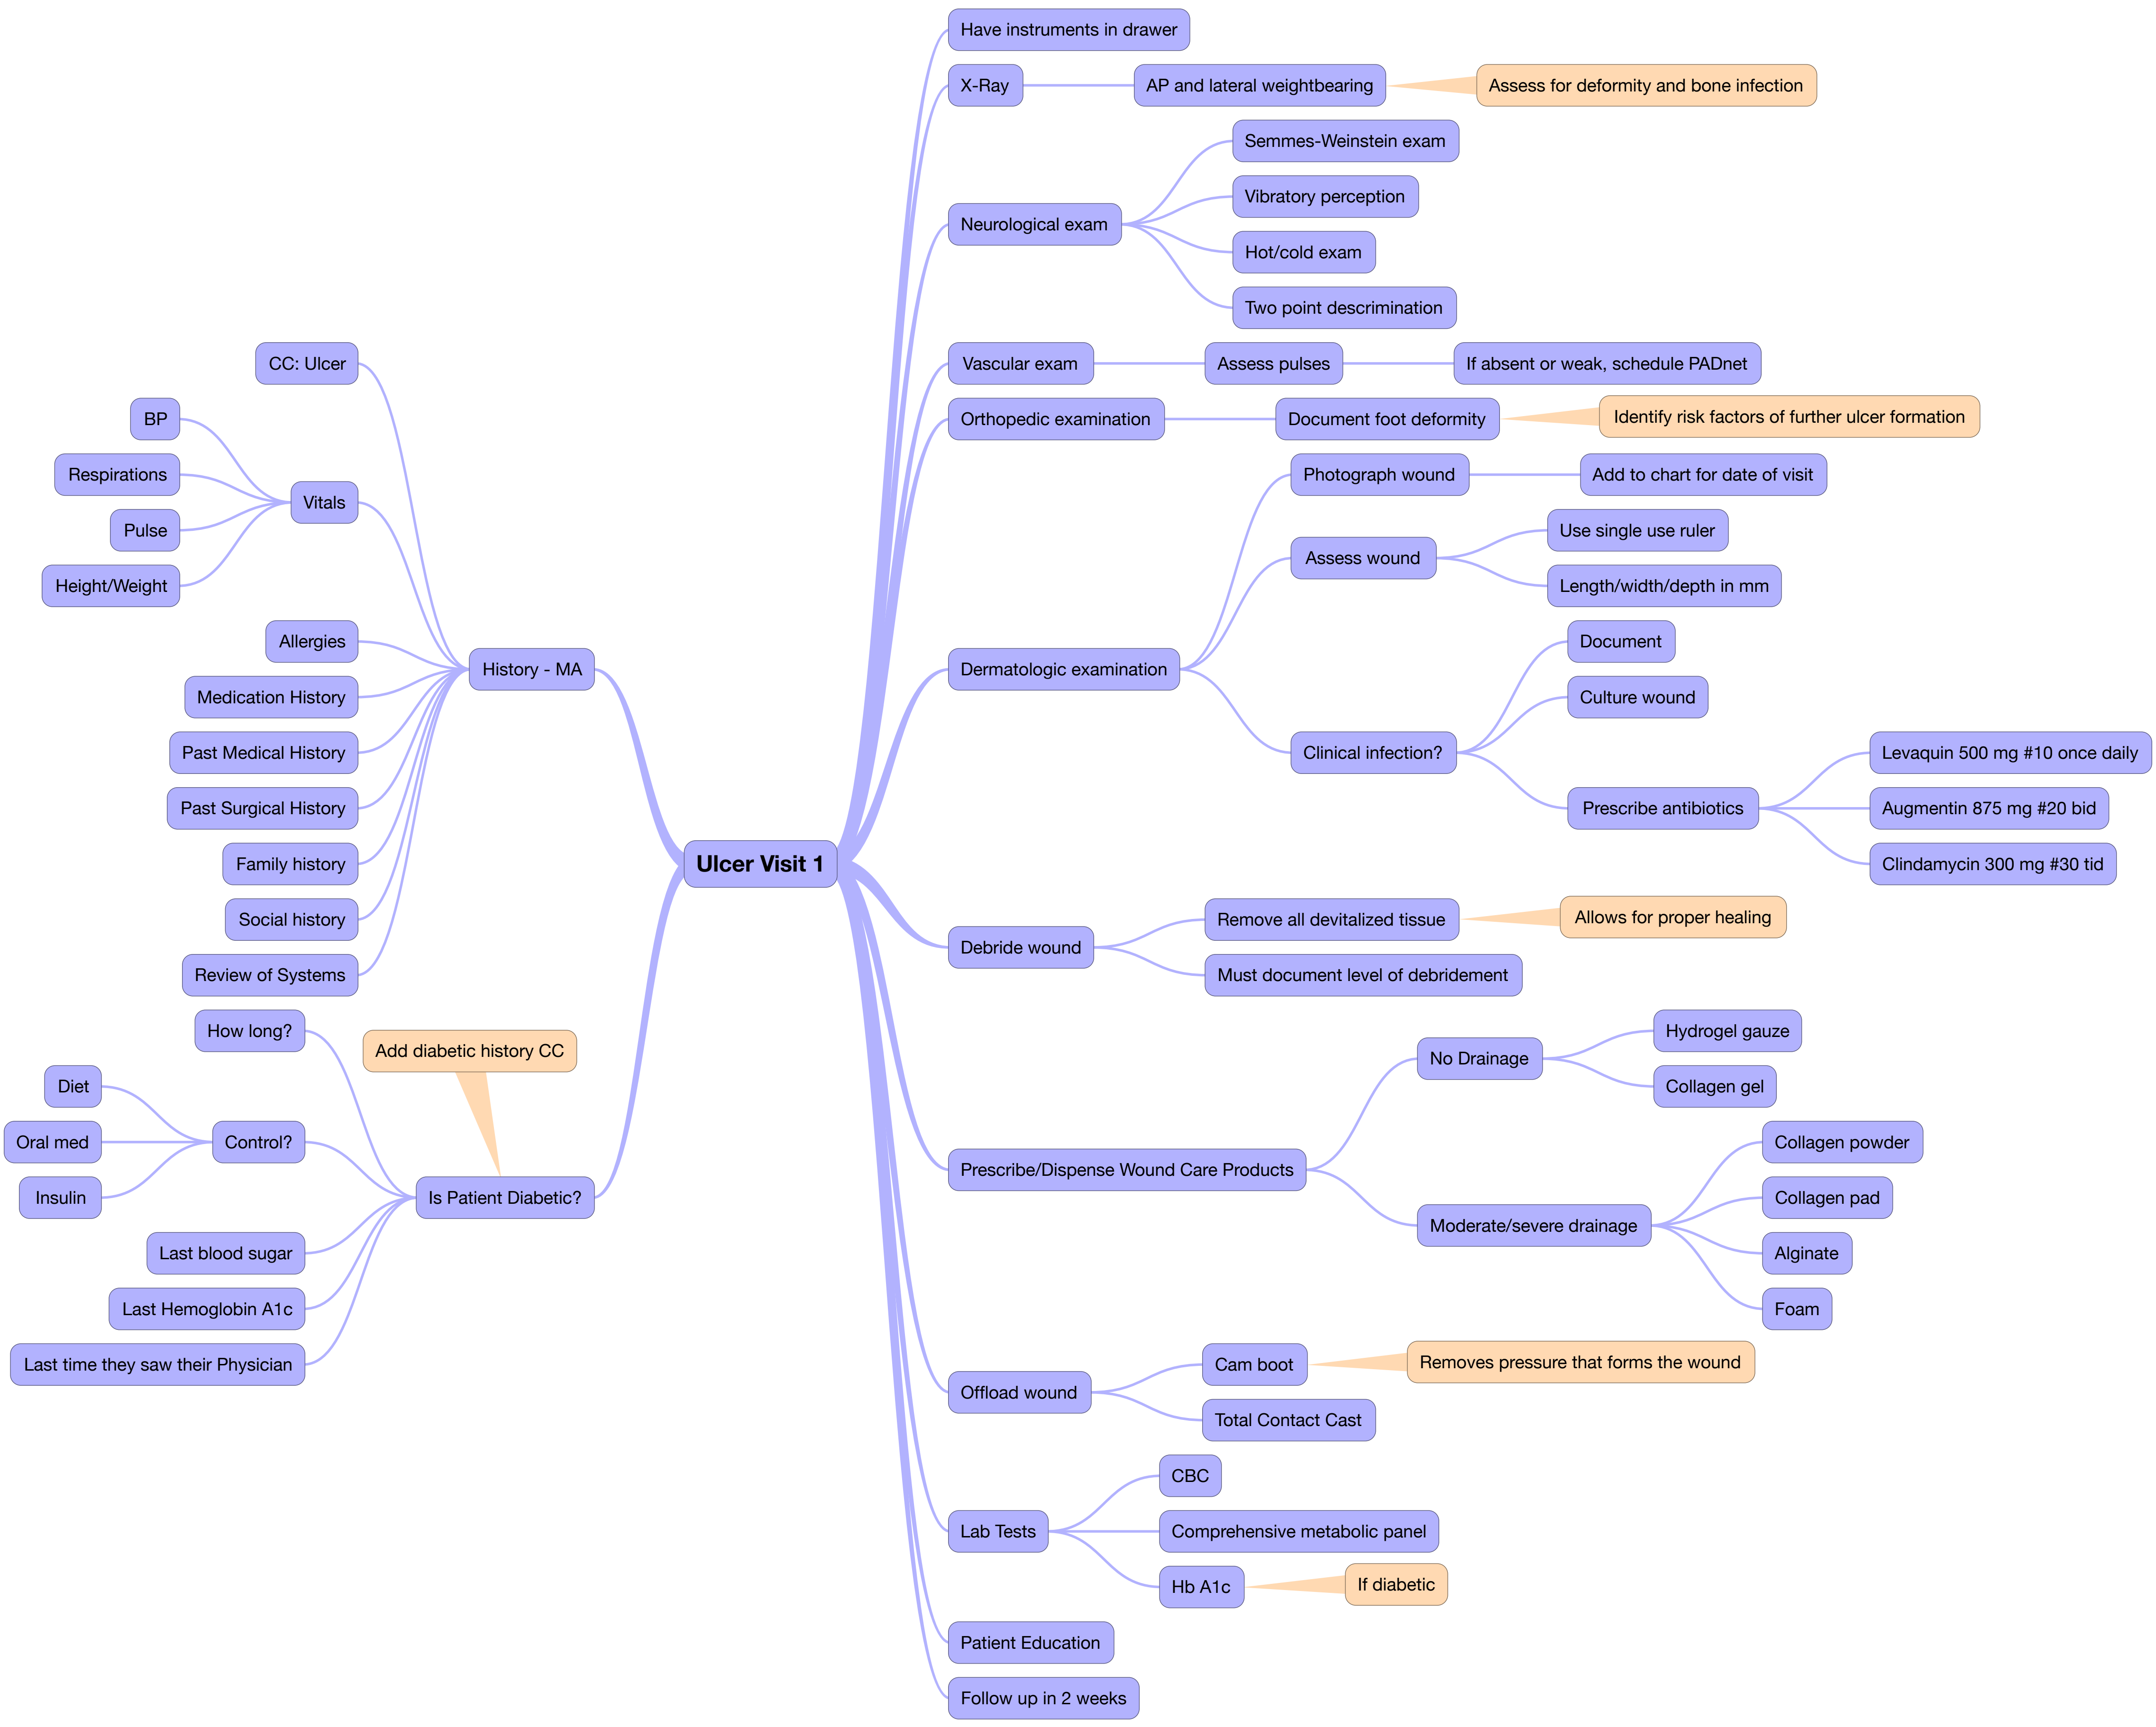 Ulcer Visit 1
History - MA
CC: Ulcer
Vitals
BP
Respirations
Pulse
Height/Weight
Allergies
Medication History
Past Medical History
Past Surgical History
Family history
Social history
Review of Systems
Is Patient Diabetic?
Add diabetic history CC
How long?
Control?
Diet
Oral med
Insulin
Last blood sugar
Last Hemoglobin A1c
Last time they saw their Physician
Have instruments in drawer
X-Ray
AP and lateral weightbearing
Assess for deformity and bone infection
Neurological exam
Semmes-Weinstein exam
Vibratory perception
Hot/cold exam
Two point descrimination
Vascular exam
Assess pulses
If absent or weak, schedule PADnet
Orthopedic examination
Document foot deformity
Identify risk factors of further ulcer formation
Dermatologic examination
Photograph wound
Add to chart for date of visit
Assess wound
Use single use ruler
Length/width/depth in mm
Clinical infection?
Document
Culture wound
Prescribe antibiotics
Levaquin 500 mg #10 once daily
Augmentin 875 mg #20 bid
Clindamycin 300 mg #30 tid
Debride wound
Remove all devitalized tissue
Allows for proper healing
Must document level of debridement
Prescribe/Dispense Wound Care Products
No Drainage
Hydrogel gauze
Collagen gel
Moderate/severe drainage
Collagen powder
Collagen pad
Alginate
Foam
Offload wound
Cam boot
Removes pressure that forms the wound
Total Contact Cast
Lab Tests
CBC
Comprehensive metabolic panel
Hb A1c
If diabetic
Patient Education
Follow up in 2 weeks